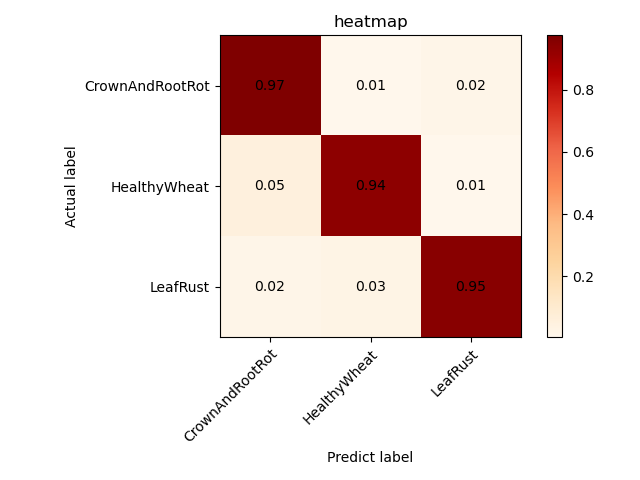 heatmap
CrownAndRootRot 0.97 0.01 0.02
HealthyWheat 0.05 0.94 0.01
LeafRust 0.02 0.03 0.95
Actual label
CrownAndRootRot HealthyWheat LeafRust
Predict label
0.8
0.6
0.4
0.2